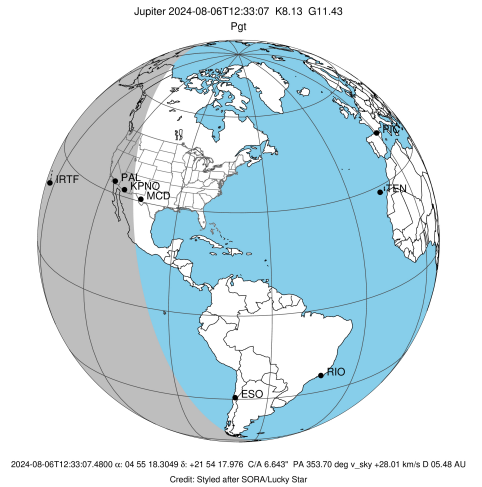 Jupiter 2024-08-06T12:33:07  K8.13  G11.43
Pgt
PIC
IRTF
PAL
KPNO
TEN
MCD
RIO
ESO
2024-08-06T12:33:07.4800 α: 04 55 18.3049 δ: +21 54 17.976  C/A 6.643"  PA 353.70 deg v_sky +28.01 km/s D 05.48 AU
Credit: Styled after SORA/Lucky Star